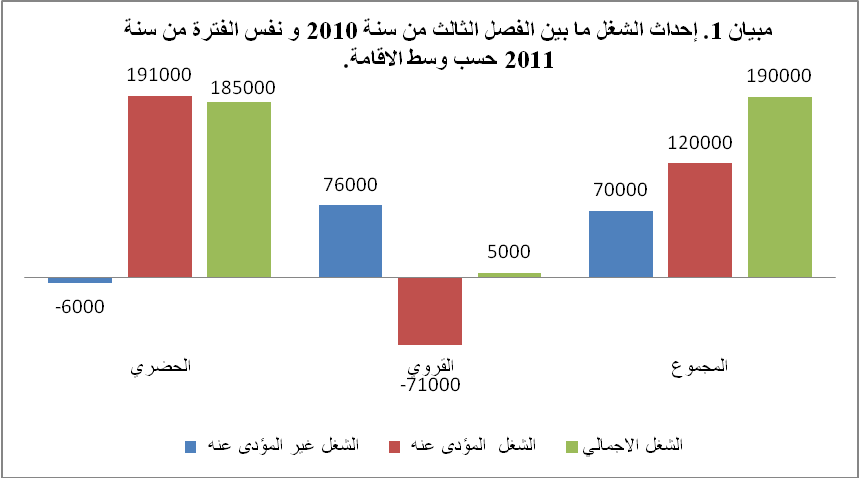 مبيان 1. إحداث الشغل ما بين الفصل الثالث من سنة 2010 و نفس الفترة من سنة
2011 حسب وسط الاقامة.
191000
185000
-6000
76000
-71000
5000
70000
120000
190000
الحضري
القروي
المجموع
الشغل غير المؤدى عنه
الشغل المؤدى عنه
الشغل الاجمالي